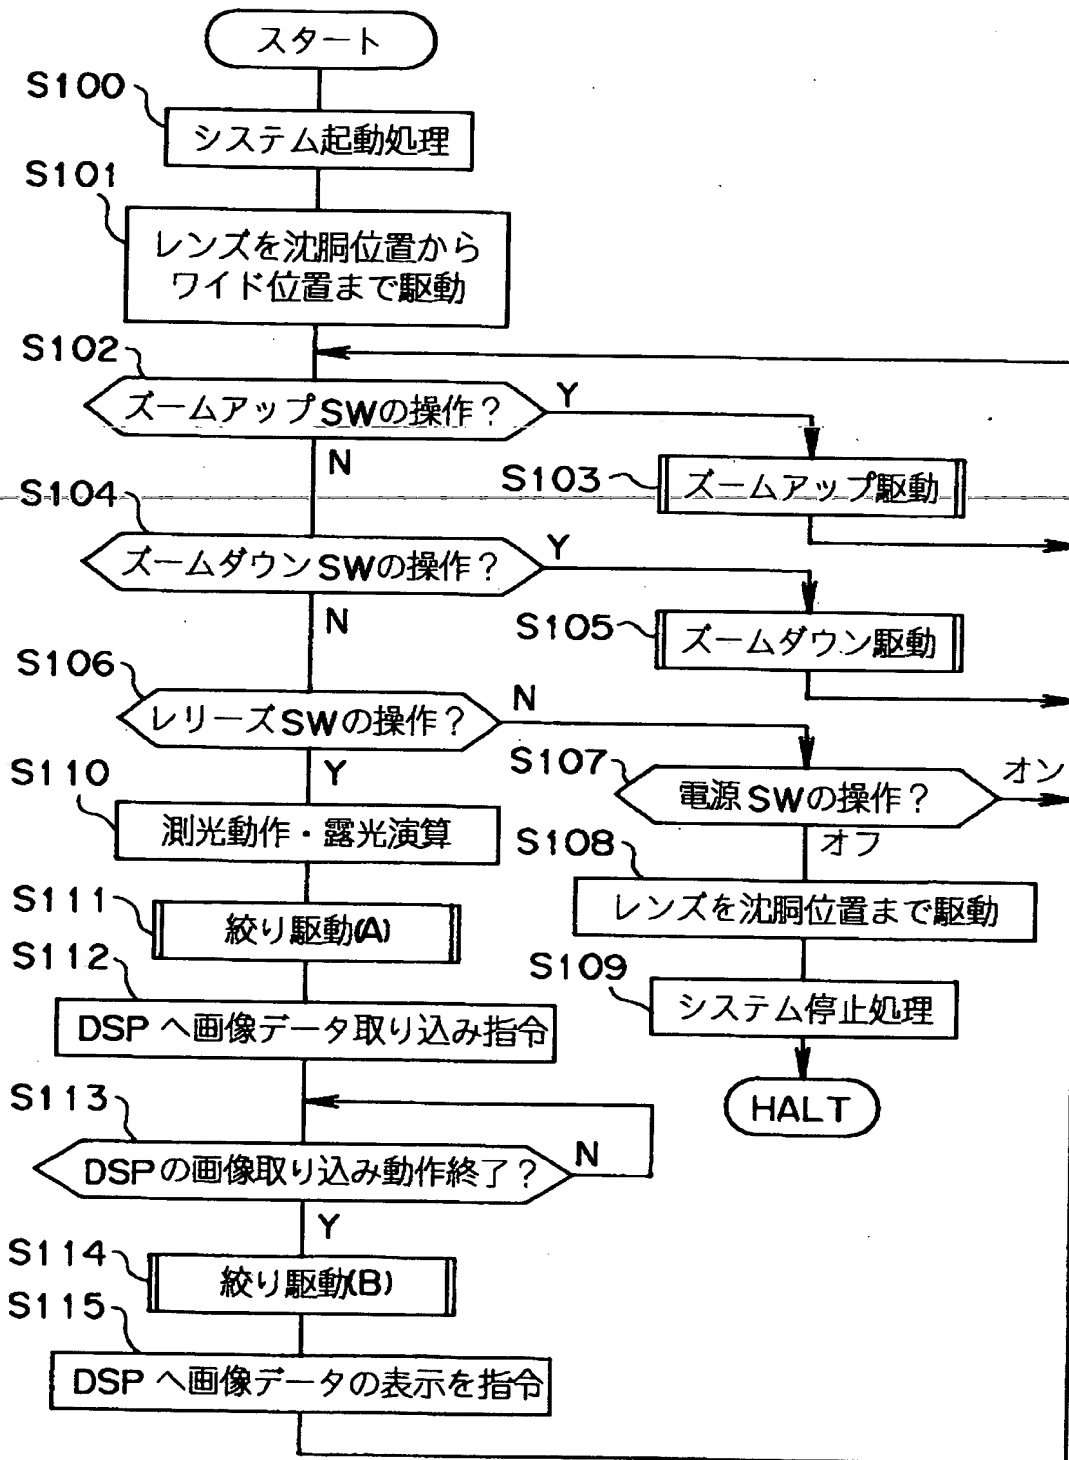 スタート
S100
システム起動処理
S101
レンズを沈胴位置から
ワイド位置まで駆動
S102
ズームアップSWの操作?
Y
N
S103
ズームアップ駆動
S104
ズームダウンSWの操作?
Y
N
S105
ズームダウン駆動
S106
レリーズSWの操作?
N
Y
S107
電源SWの操作?
オン
オフ
S108
レンズを沈胴位置まで駆動
S109
システム停止処理
HALT
S110
測光動作・露光演算
S111
絞り駆動(A)
S112
DSPへ画像データ取り込み指令
S113
DSPの画像取り込み動作終了?
N
Y
S114
絞り駆動(B)
S115
DSPへ画像データの表示を指令